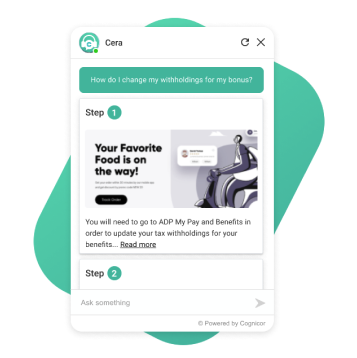 Cera
How do I change my withholdings for my bonus?
Step 1
Your Favorite
Food is on
the way!
Track Order
You will need to go to ADP My Pay and Benefits in
order to update your tax withholdings for your
benefits... Read more
Step 2
Ask something
© Powered by Cognicor